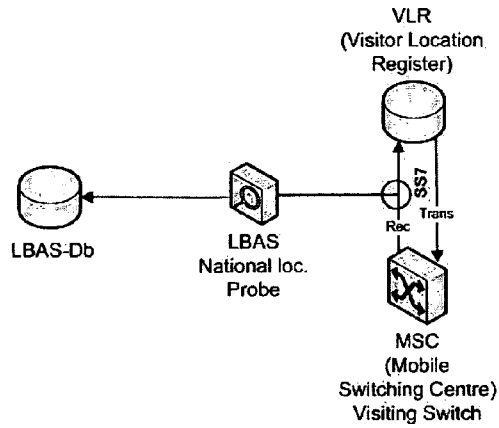 VLR
(Visitor Location
Register)
SS7
Rec
Trans
LBAS-Db
LBAS
National loc.
Probe
MSC
(Mobile
Switching Centre)
Visiting Switch